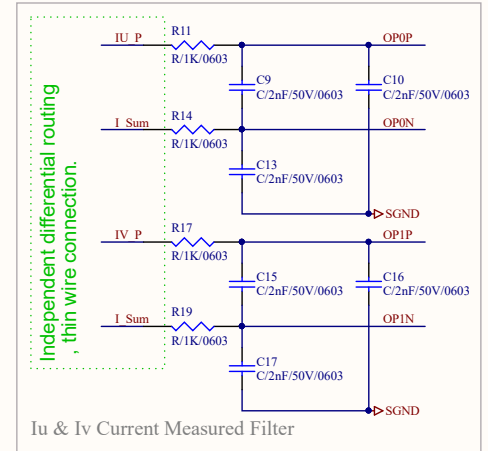 IU_P
R11
R/1K/0603
OP0P
C9
C/2nF/50V/0603
C10
C/2nF/50V/0603
I_Sum
R14
R/1K/0603
OP0N
C13
C/2nF/50V/0603
SGND
IV_P
R17
R/1K/0603
OP1P
C15
C/2nF/50V/0603
C16
C/2nF/50V/0603
I_Sum
R19
R/1K/0603
OP1N
C17
C/2nF/50V/0603
SGND
Independent differential routing
, thin wire connection.
Iu & Iv Current Measured Filter